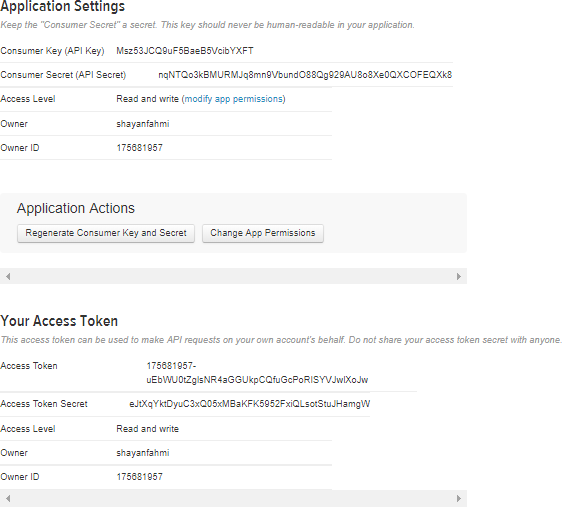 Application Settings
Keep the "Consumer Secret" a secret. This key should never be human-readable in your application.
Consumer Key (API Key) Msz53JCQ9uF5BaeB5VcibYXFT
Consumer Secret (API Secret)
Access Level Read and write (modify app permissions)
Owner shayanfahmi
Owner ID 175681957
Application Actions
Regenerate Consumer Key and Secret Change App Permissions
Your Access Token
This access token can be used to make API requests on your own account's behalf. Do not share your access token secret with anyone.
Access Token 175681957-
Access Token Secret
Access Level Read and write
Owner shayanfahmi
Owner ID 175681957